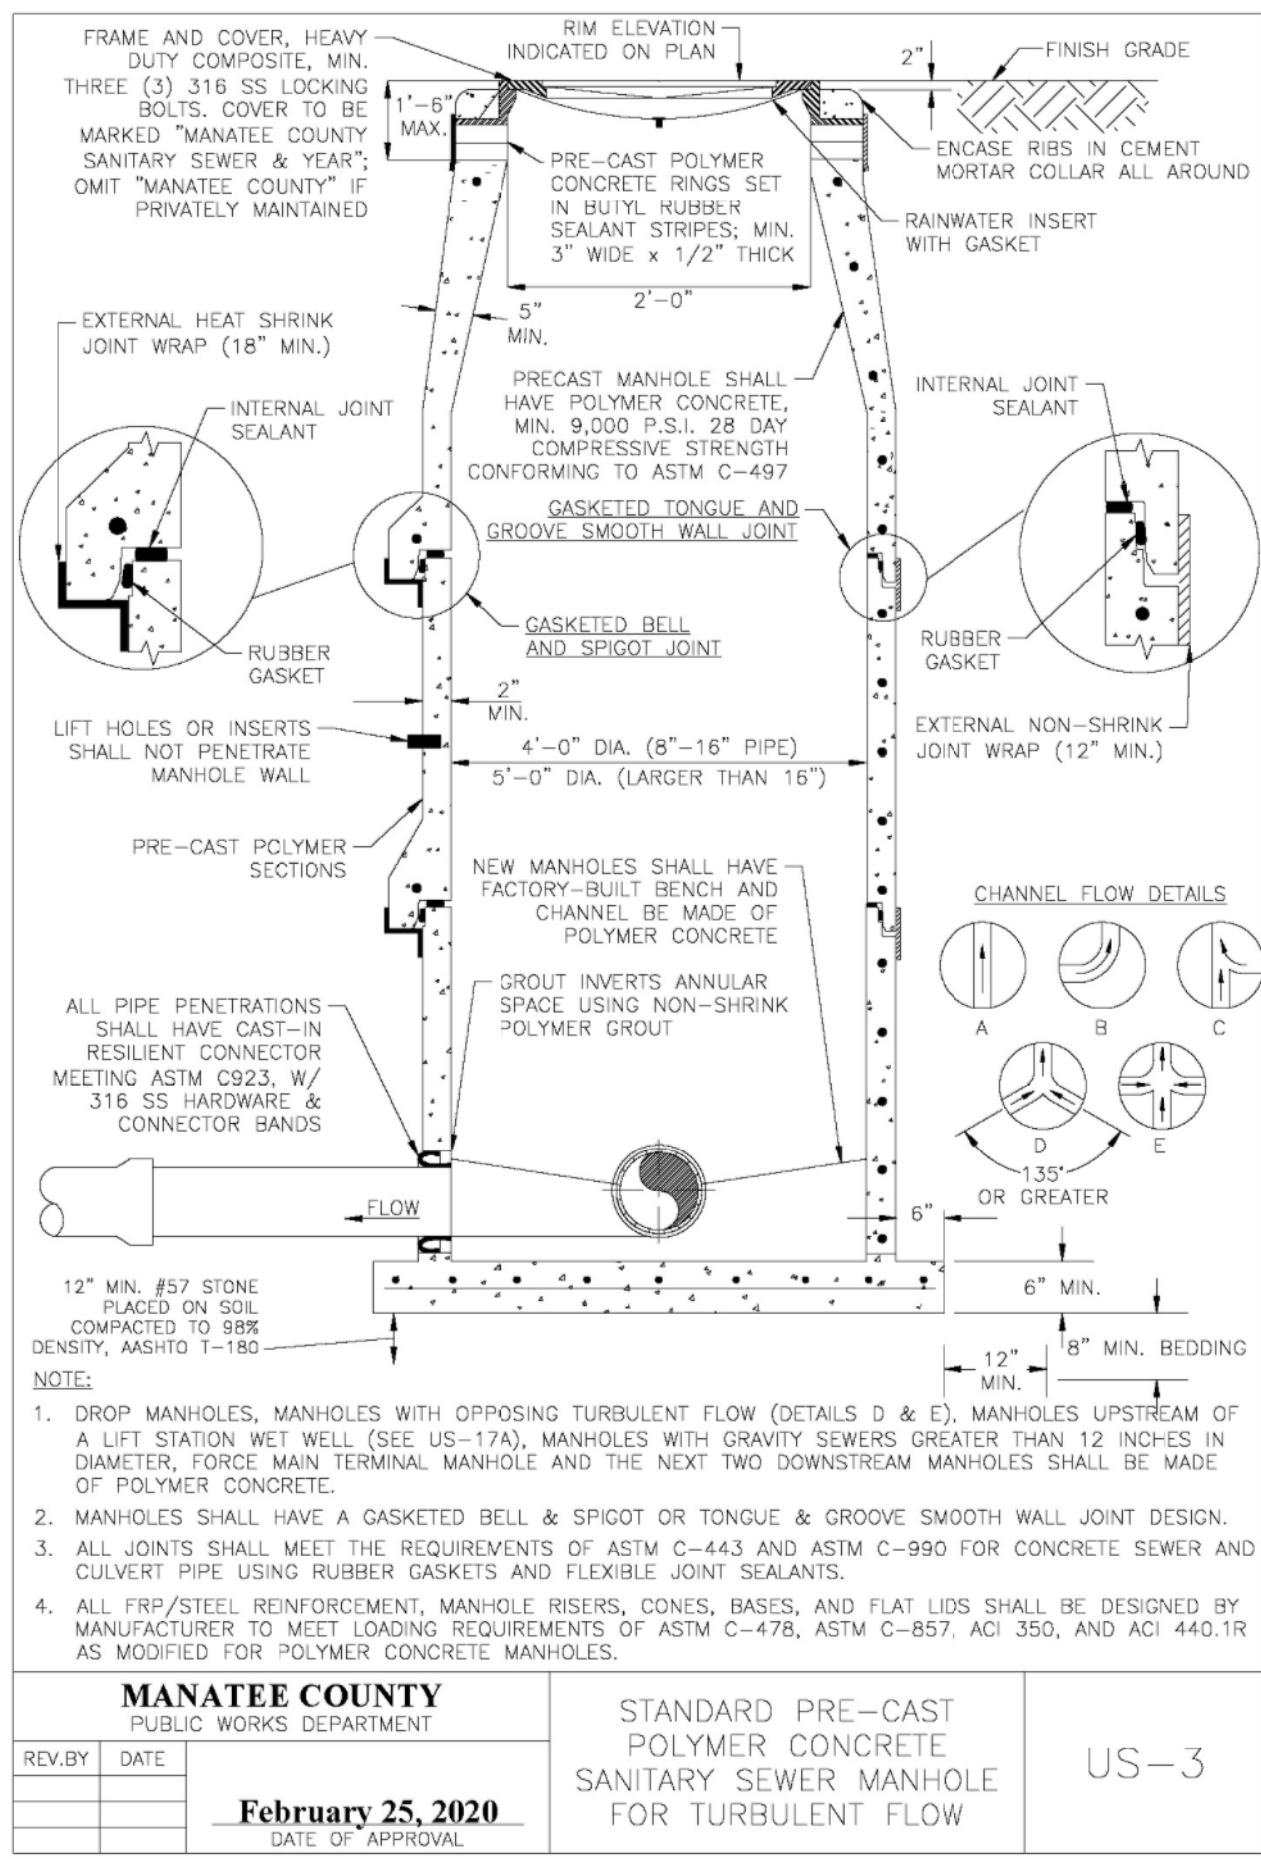 FRAME AND COVER, HEAVY
DUTY COMPOSITE, MIN.
THREE (3) 316 SS LOCKING
BOLTS. COVER TO BE
MARKED "MANATEE COUNTY
SANITARY SEWER & YEAR";
OMIT "MANATEE COUNTY" IF
PRIVATELY MAINTAINED
RIM ELEVATION
INDICATED ON PLAN
2"
FINISH GRADE
1'-6"
MAX.
ENCASE RIBS IN CEMENT
MORTAR COLLAR ALL AROUND
PRE-CAST POLYMER
CONCRETE RINGS SET
IN BUTYL RUBBER
SEALANT STRIPES; MIN.
3" WIDE x 1/2" THICK
RAINWATER INSERT
WITH GASKET
2'-0"
5"
MIN.
EXTERNAL HEAT SHRINK
JOINT WRAP (18" MIN.)
INTERNAL JOINT
SEALANT
PRECAST MANHOLE SHALL
HAVE POLYMER CONCRETE,
MIN. 9,000 P.S.I. 28 DAY
COMPRESSIVE STRENGTH
CONFORMING TO ASTM C-497
INTERNAL JOINT
SEALANT
GASKETED TONGUE AND
GROOVE SMOOTH WALL JOINT
GASKETED BELL
AND SPIGOT JOINT
RUBBER
GASKET
RUBBER
GASKET
2"
MIN.
LIFT HOLES OR INSERTS
SHALL NOT PENETRATE
MANHOLE WALL
4'-0" DIA. (8"-16" PIPE)
5'-0" DIA. (LARGER THAN 16")
EXTERNAL NON-SHRINK
JOINT WRAP (12" MIN.)
PRE-CAST POLYMER
SECTIONS
NEW MANHOLES SHALL HAVE
FACTORY-BUILT BENCH AND
CHANNEL BE MADE OF
POLYMER CONCRETE
CHANNEL FLOW DETAILS
A
B
C
D
E
135°
OR GREATER
GROUT INVERTS ANNULAR
SPACE USING NON-SHRINK
POLYMER GROUT
ALL PIPE PENETRATIONS
SHALL HAVE CAST-IN
RESILIENT CONNECTOR
MEETING ASTM C923, W/
316 SS HARDWARE &
CONNECTOR BANDS
FLOW
6"
12" MIN. #57 STONE
PLACED ON SOIL
COMPACTED TO 98%
DENSITY, AASHTO T-180
6" MIN.
8" MIN. BEDDING
12"
MIN.
NOTE:
1. DROP MANHOLES, MANHOLES WITH OPPOSING TURBULENT FLOW (DETAILS D & E), MANHOLES UPSTREAM OF
A LIFT STATION WET WELL (SEE US-17A), MANHOLES WITH GRAVITY SEWERS GREATER THAN 12 INCHES IN
DIAMETER, FORCE MAIN TERMINAL MANHOLE AND THE NEXT TWO DOWNSTREAM MANHOLES SHALL BE MADE
OF POLYMER CONCRETE.
2. MANHOLES SHALL HAVE A GASKETED BELL & SPIGOT OR TONGUE & GROOVE SMOOTH WALL JOINT DESIGN.
3. ALL JOINTS SHALL MEET THE REQUIREMENTS OF ASTM C-443 AND ASTM C-990 FOR CONCRETE SEWER AND
CULVERT PIPE USING RUBBER GASKETS AND FLEXIBLE JOINT SEALANTS.
4. ALL FRP/STEEL REINFORCEMENT, MANHOLE RISERS, CONES, BASES, AND FLAT LIDS SHALL BE DESIGNED BY
MANUFACTURER TO MEET LOADING REQUIREMENTS OF ASTM C-478, ASTM C-857, ACI 350, AND ACI 440.1R
AS MODIFIED FOR POLYMER CONCRETE MANHOLES.
MANATEE COUNTY
PUBLIC WORKS DEPARTMENT
REV.BY DATE
February 25, 2020
DATE OF APPROVAL
STANDARD PRE-CAST
POLYMER CONCRETE
SANITARY SEWER MANHOLE
FOR TURBULENT FLOW
US-3